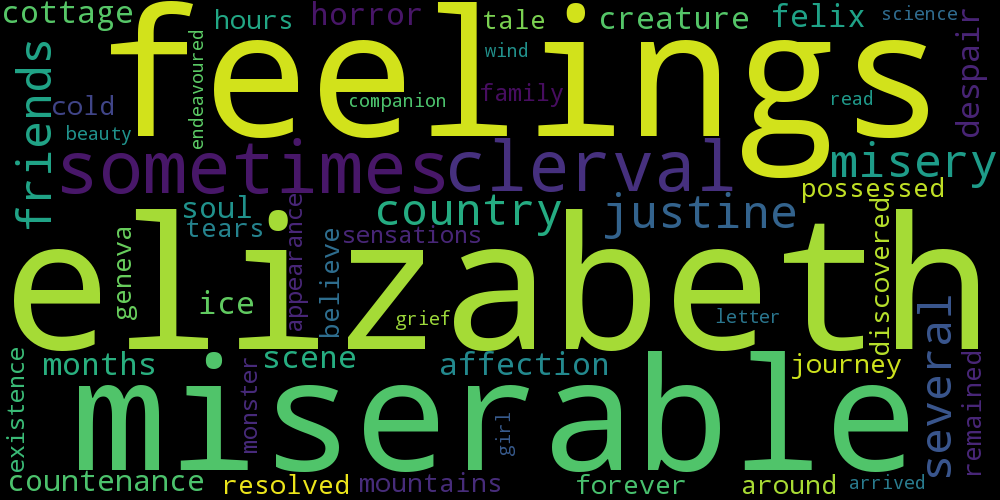 cottage
hours
horror
tale
creature
felix
science
feelings
friends
endeavoured
wind
despair
cold
companion
family
read
beauty
sometimes
clerval
misery
possessed
soul
country
justine
tears
sensations
elizabeth
geneva
appearance
believe
discovered
ice
grief
letter
months
scene
affection
journey
several
miserable
existence
monster
girl
remained
countenance
resolved
mountains
forever
around
arrived